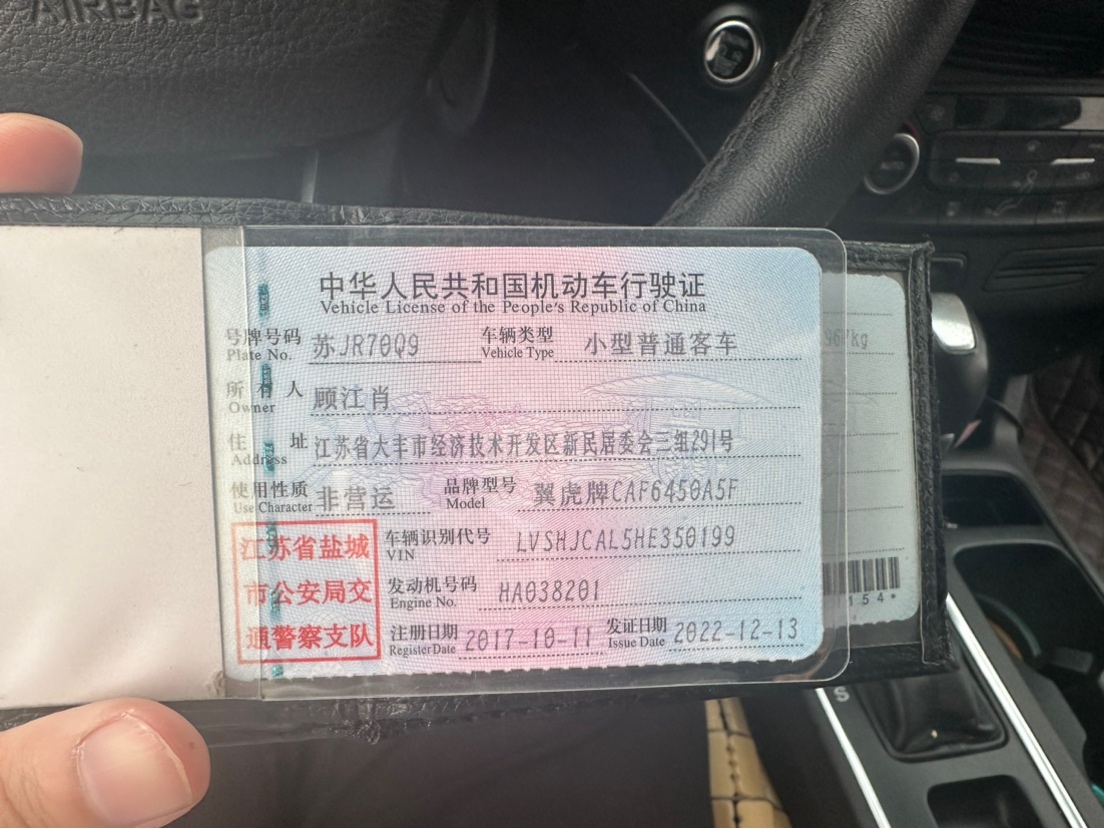 AIRBAG
中华人民共和国机动车行驶证
Vehicle License of the People's Republic of China
号牌号码 苏JR70Q9 车辆类型 小型普通客车
Plate No. Vehicle Type
所有人 顾江肖
Owner
住址 江苏省大丰市经济技术开发区新民居委会三组291号
Address
使用性质 非营运 品牌型号 翼虎牌CAF6450A5F
Use Character Model
江苏省盐城
市公安局交
通警察支队
车辆识别代号 LVSHJCAL5HE350199
VIN
发动机号码 HA038201
Engine No.
注册日期 2017-10-11 发证日期 2022-12-13
Register Date Issue Date
154*
S